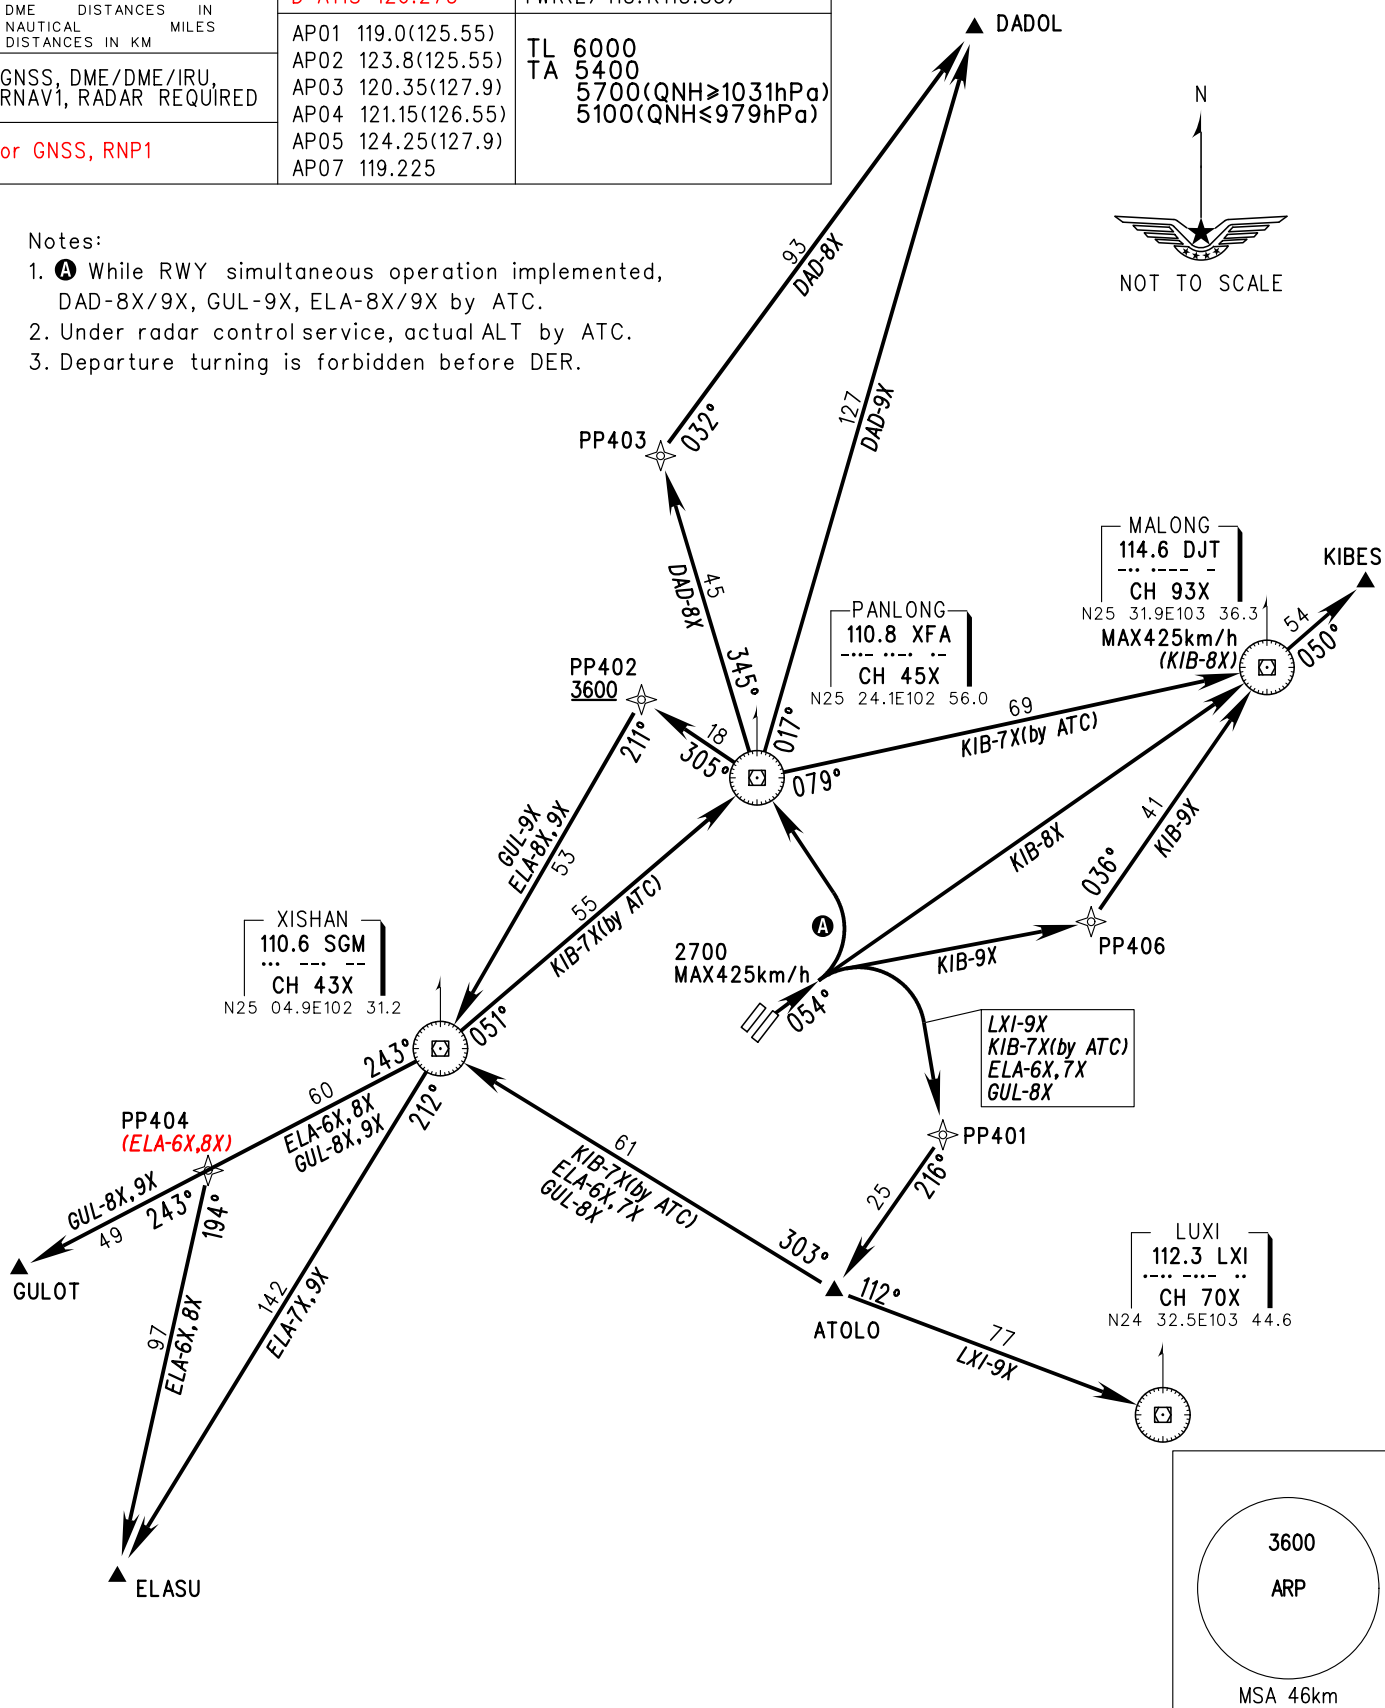 DME DISTANCES IN
NAUTICAL MILES
DISTANCES IN KM
GNSS, DME/DME/IRU,
RNAV1, RADAR REQUIRED
or GNSS, RNP1
AP01 119.0(125.55)
AP02 123.8(125.55)
AP03 120.35(127.9)
AP04 121.15(126.55)
AP05 124.25(127.9)
AP07 119.225
TL 6000
TA 5400
5700(QNH≥1031hPa)
5100(QNH≤979hPa)
Notes:
1. A While RWY simultaneous operation implemented,
DAD-8X/9X, GUL-9X, ELA-8X/9X by ATC.
2. Under radar control service, actual ALT by ATC.
3. Departure turning is forbidden before DER.
DADOL
N
NOT TO SCALE
93
DAD-8X
127
DAD-9X
PP403
032°
45
DAD-8X
345°
017°
MALONG
114.6 DJT
-·· ·--- -
CH 93X
N25 31.9E103 36.3
MAX425km/h
(KIB-8X)
KIBES
54
050°
PANLONG
110.8 XFA
-··- ··-· ·-
CH 45X
N25 24.1E102 56.0
PP402
3600
211°
18
305°
079°
69
KIB-7X(by ATC)
KIB-8X
41
KIB-9X
036°
PP406
KIB-9X
GUL-9X
ELA-8X,9X
53
55
KIB-7X(by ATC)
A
2700
MAX425km/h
054°
XISHAN
110.6 SGM
··· --· --
CH 43X
N25 04.9E102 31.2
051°
243°
212°
60
ELA-6X,8X
GUL-8X,9X
PP404
(ELA-6X,8X)
GUL-8X,9X
49
243°
194°
GULOT
97
ELA-6X,8X
142
ELA-7X,9X
ELASU
LXI-9X
KIB-7X(by ATC)
ELA-6X,7X
GUL-8X
PP401
216°
25
61
KIB-7X(by ATC)
ELA-6X,7X
GUL-8X
303°
112°
ATOLO
77
LXI-9X
LUXI
112.3 LXI
·-·· -··- ··
CH 70X
N24 32.5E103 44.6
3600
ARP
MSA 46km